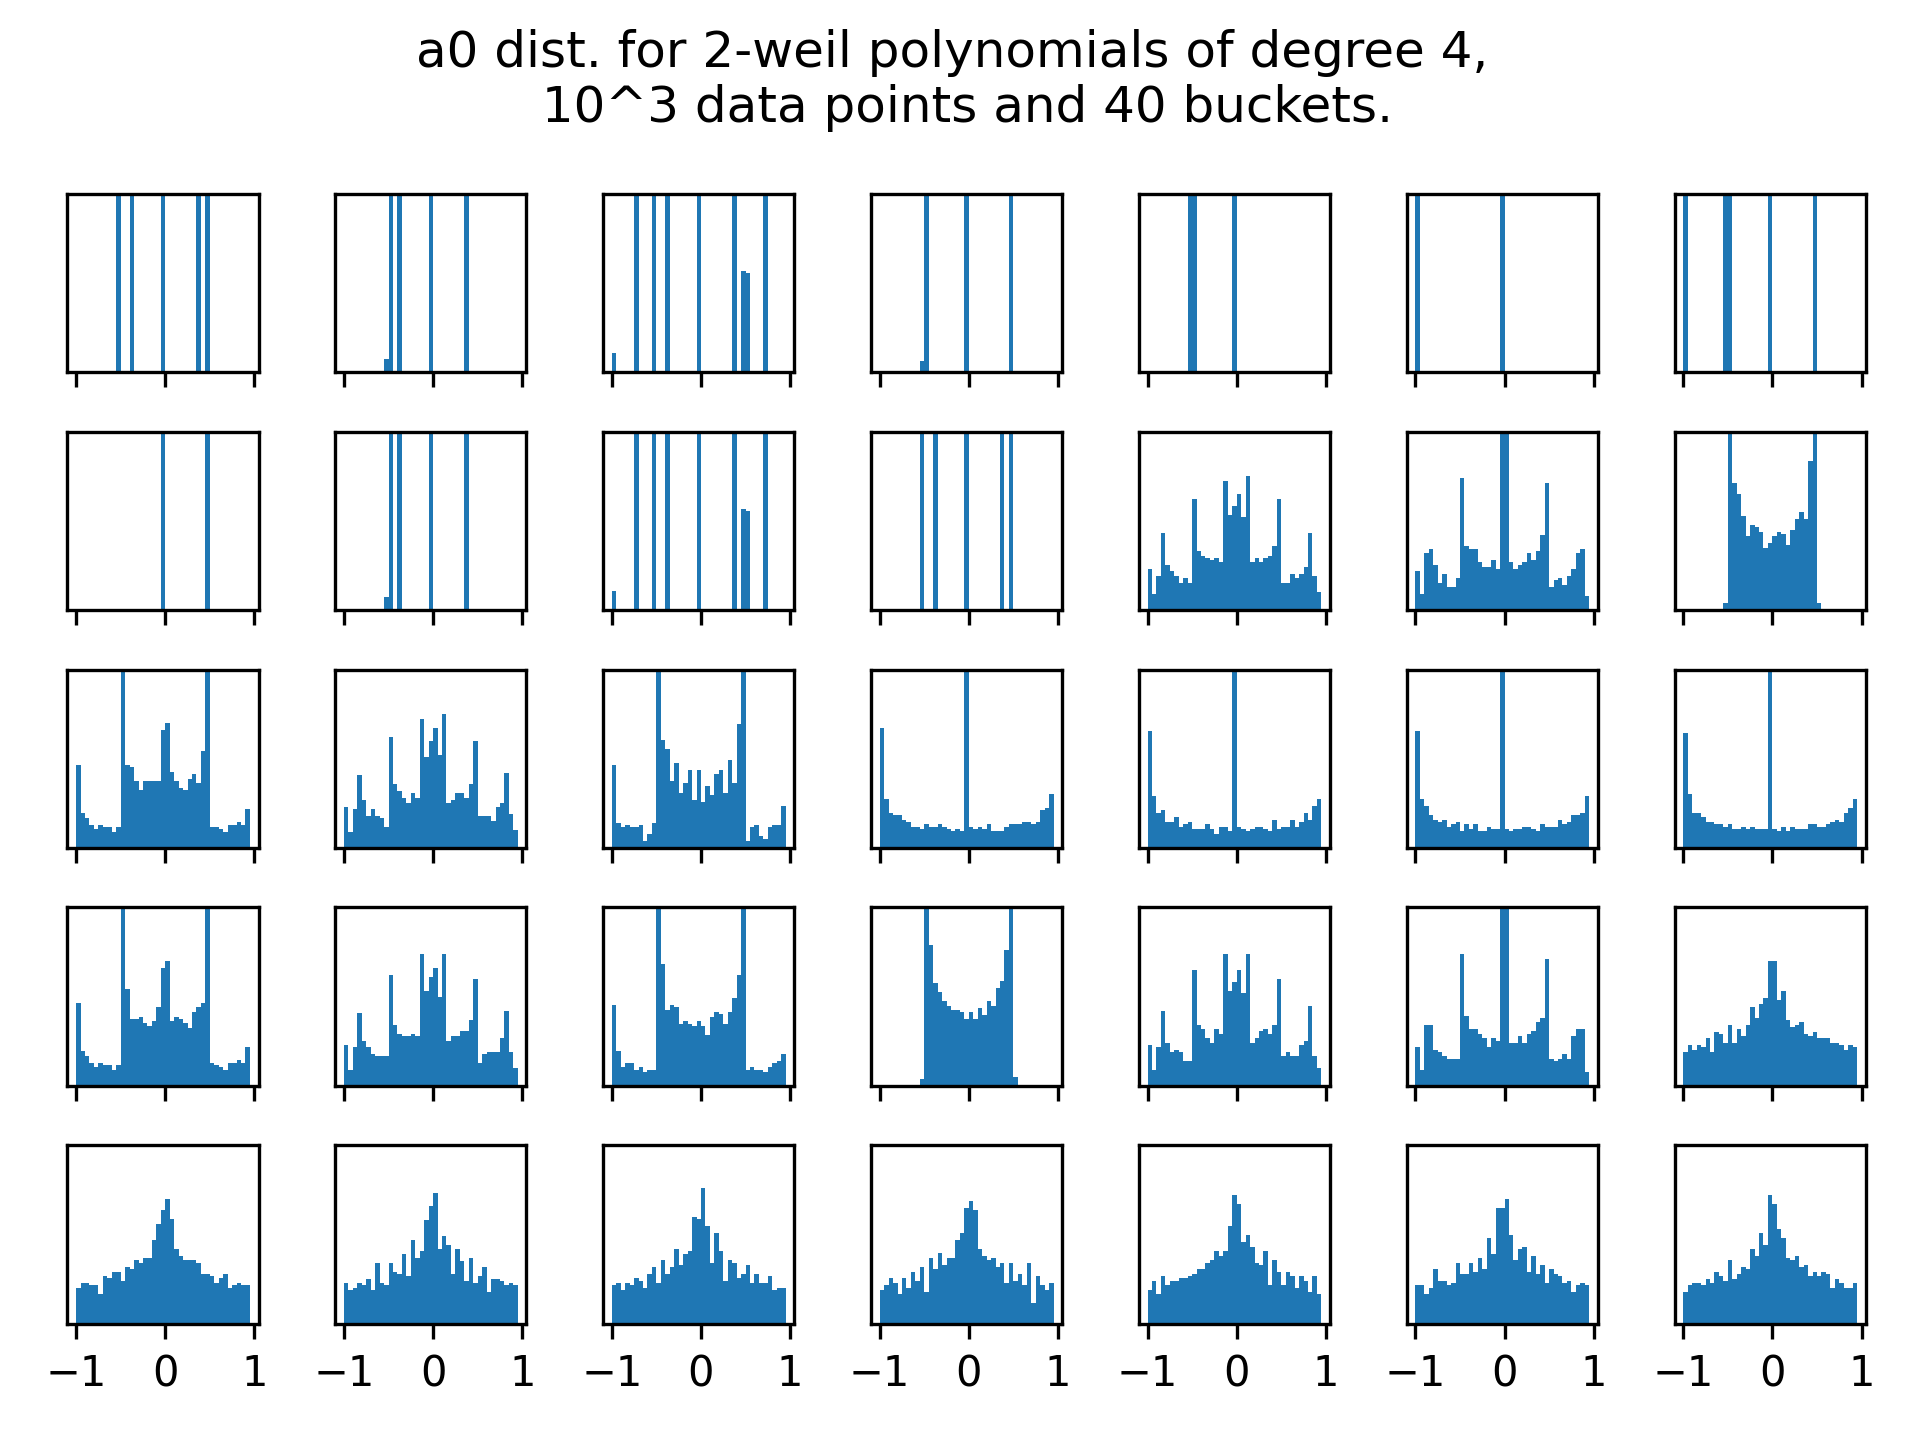 a0 dist. for 2-weil polynomials of degree 4,
10^3 data points and 40 buckets.
−1 0 1 −1 0 1 −1 0 1 −1 0 1 −1 0 1 −1 0 1 −1 0 1